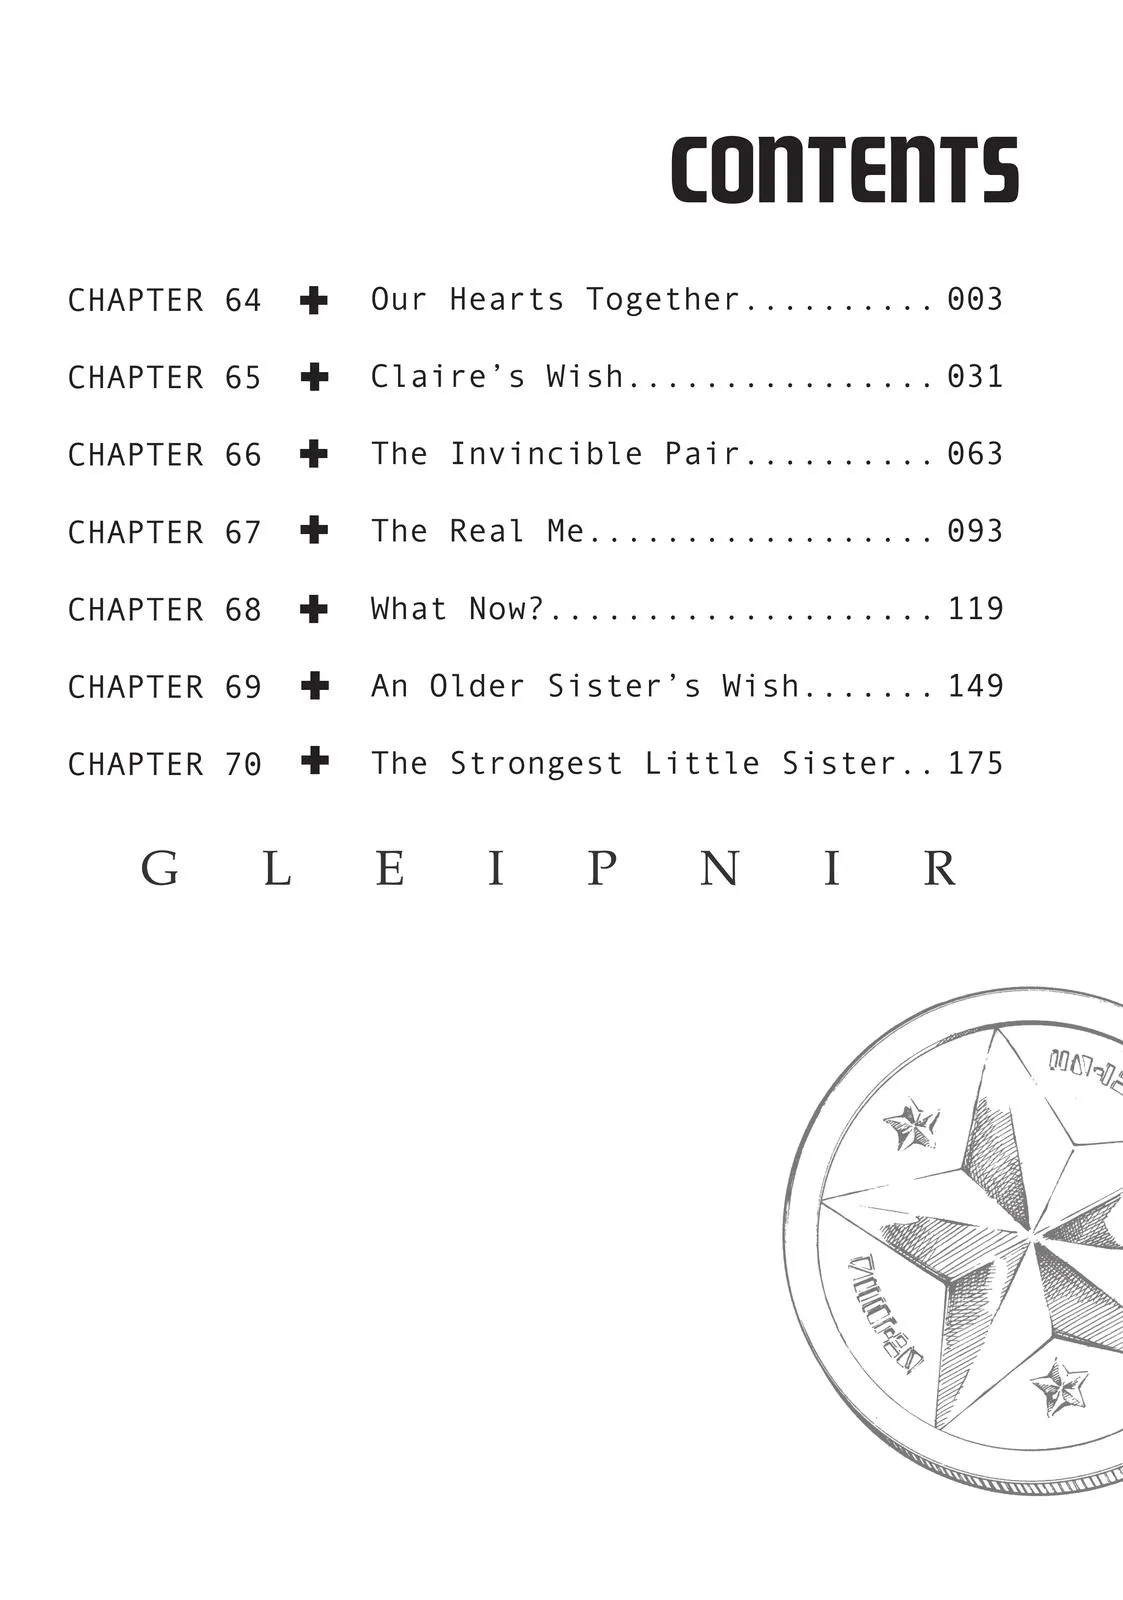 CONTENTS
CHAPTER 64 ✚ Our Hearts Together.......... 003
CHAPTER 65 ✚ Claire’s Wish................ 031
CHAPTER 66 ✚ The Invincible Pair.......... 063
CHAPTER 67 ✚ The Real Me.................. 093
CHAPTER 68 ✚ What Now?.................... 119
CHAPTER 69 ✚ An Older Sister’s Wish....... 149
CHAPTER 70 ✚ The Strongest Little Sister.. 175
G L E I P N I R